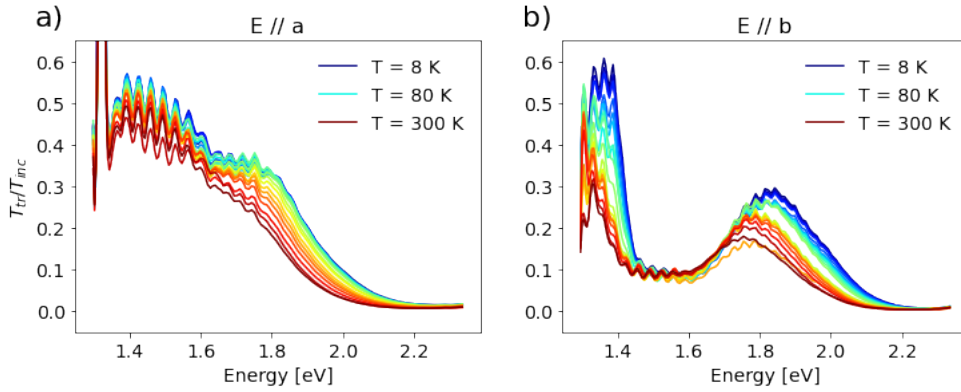 a)
E // a
T = 8 K
T = 80 K
T = 300 K
0.6
0.5
0.4
0.3
0.2
0.1
0.0
T_tr/T_inc
1.4 1.6 1.8 2.0 2.2
Energy [eV]
b)
E // b
T = 8 K
T = 80 K
T = 300 K
0.6
0.5
0.4
0.3
0.2
0.1
0.0
1.4 1.6 1.8 2.0 2.2
Energy [eV]